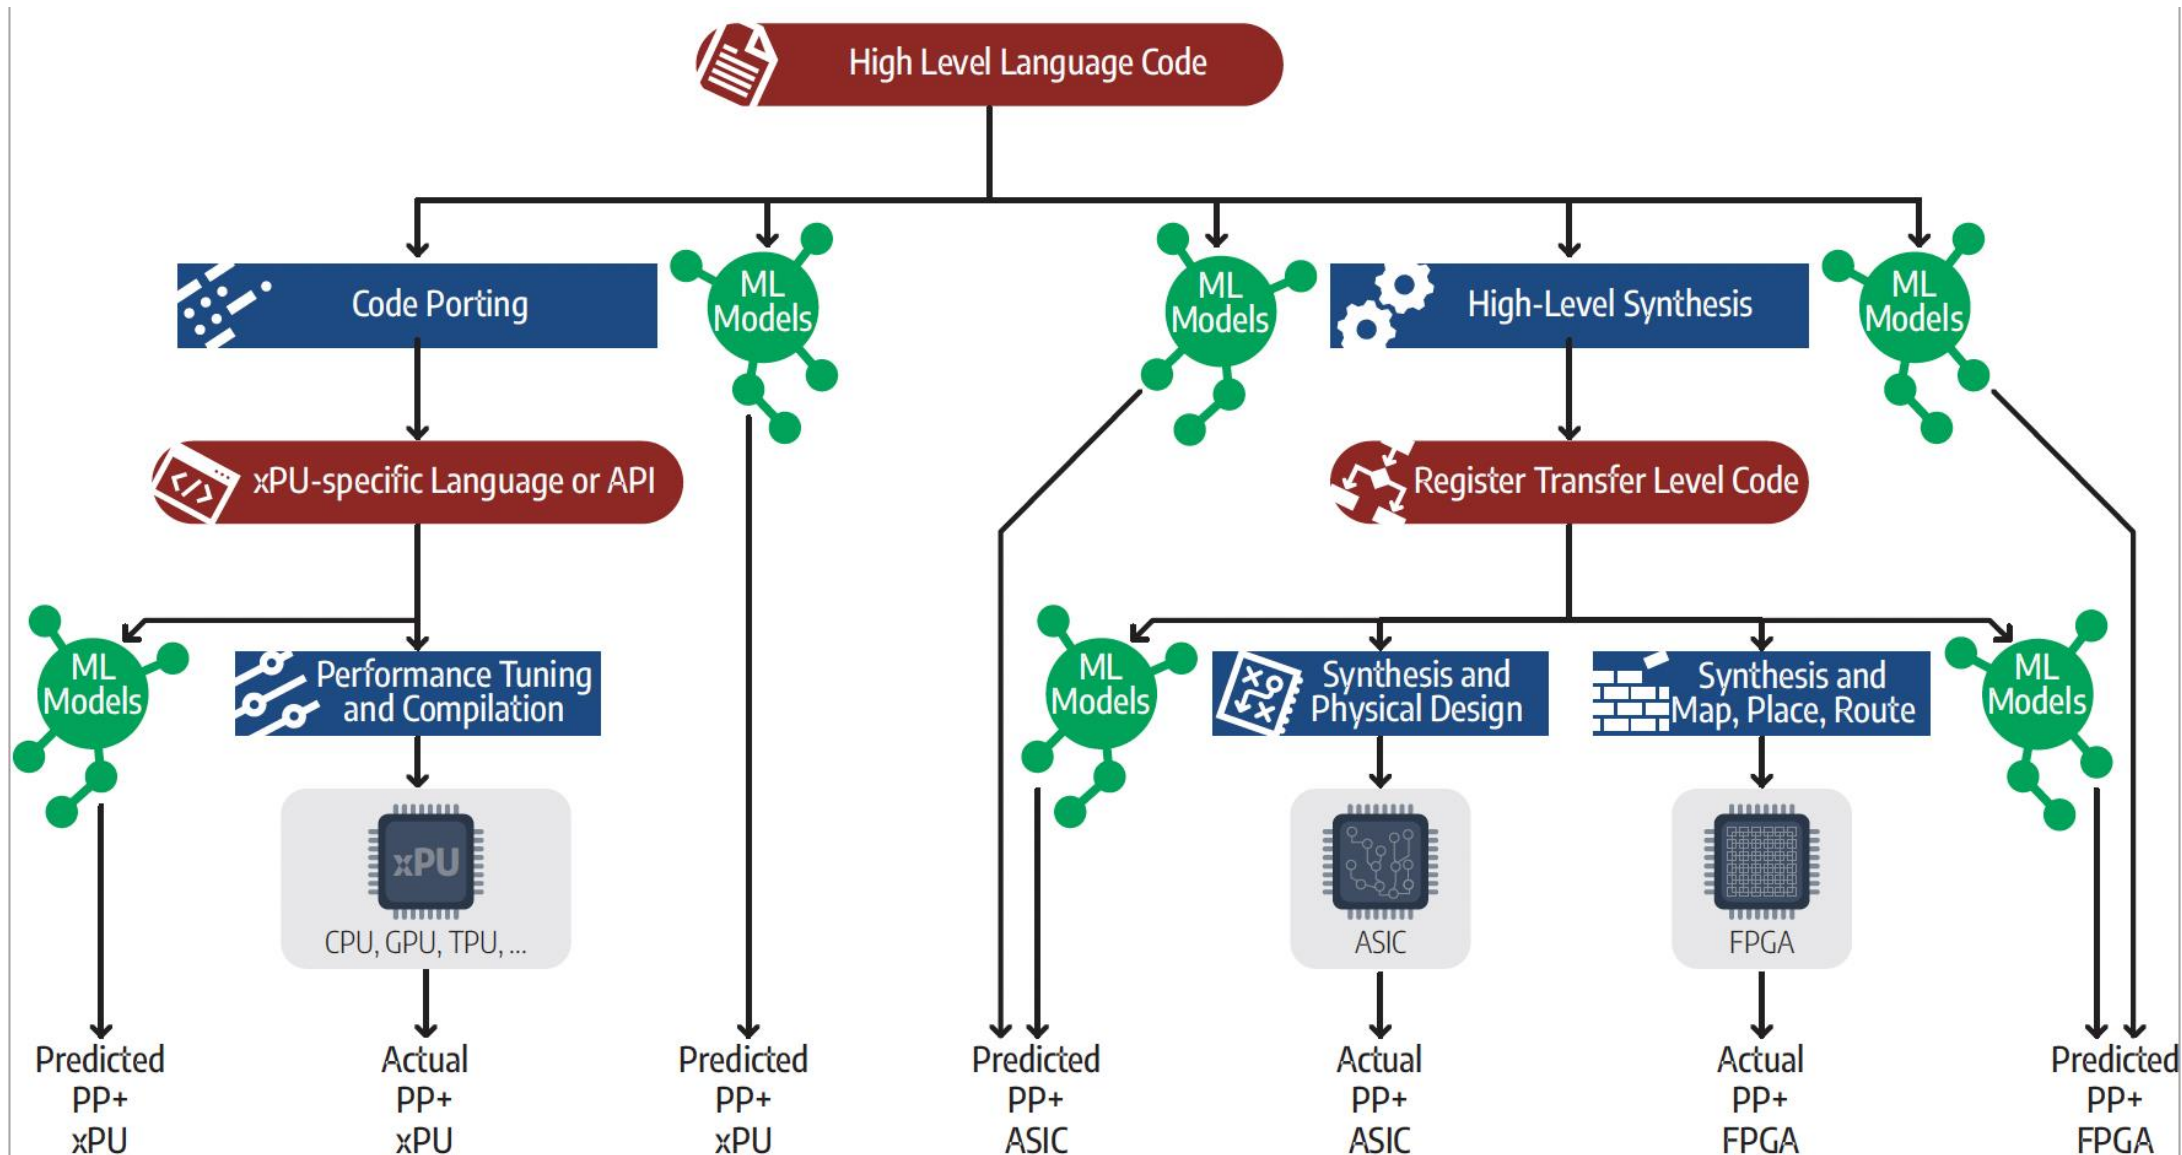 High Level Language Code
Code Porting
ML
Models
ML
Models
High-Level Synthesis
ML
Models
xPU-specific Language or API
Register Transfer Level Code
ML
Models
Performance Tuning
and Compilation
ML
Models
Synthesis and
Physical Design
Synthesis and
Map, Place, Route
ML
Models
xPU
CPU, GPU, TPU, ...
ASIC
FPGA
Predicted
PP+
xPU
Actual
PP+
xPU
Predicted
PP+
xPU
Predicted
PP+
ASIC
Actual
PP+
ASIC
Actual
PP+
FPGA
Predicted
PP+
FPGA